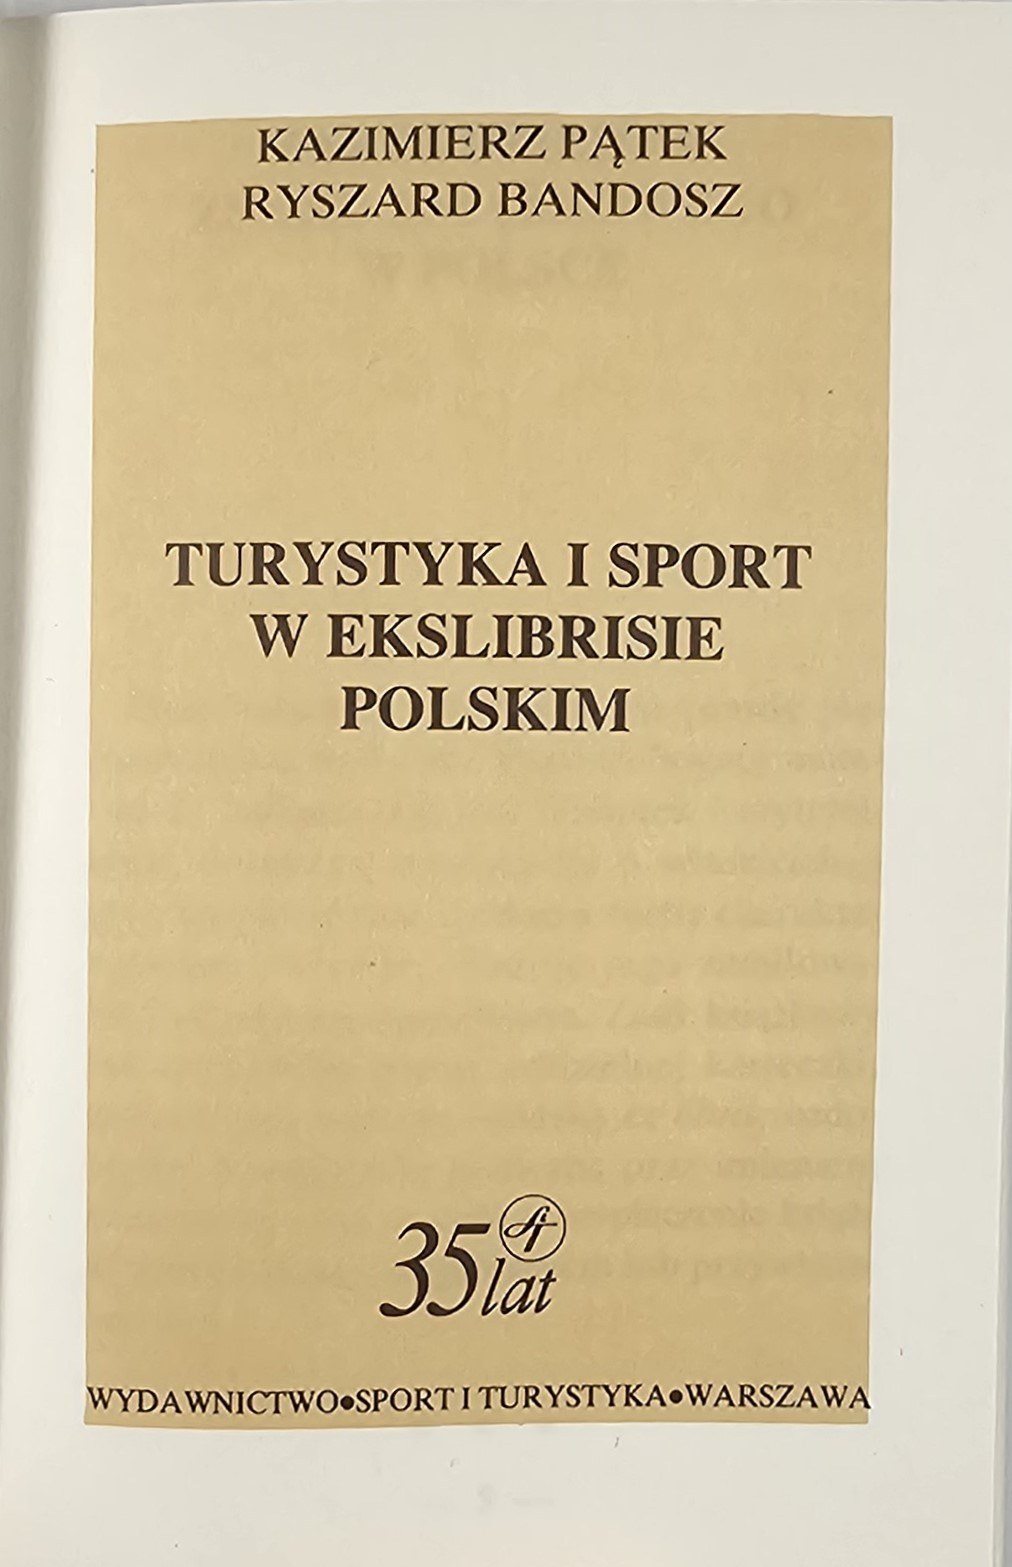 KAZIMIERZ PĄTEK
RYSZARD BANDOSZ
TURYSTYKA I SPORT
W EKSLIBRISIE
POLSKIM
35 lat
WYDAWNICTWO●SPORT I TURYSTYKA●WARSZAWA